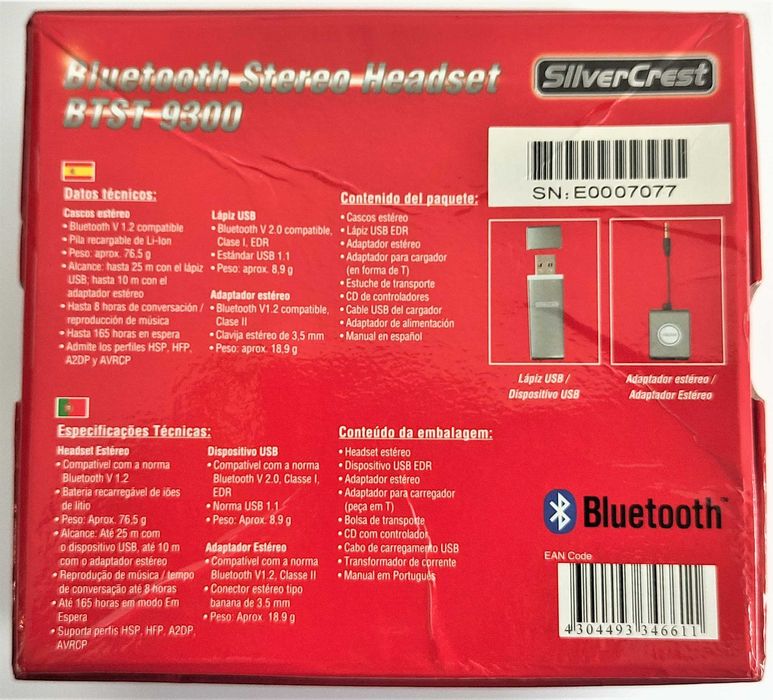 Bluetooth Stereo Headset
BTST-9300
SilverCrest
SN:E0007077
Datos técnicos:
Cascos estéreo
• Bluetooth V 1.2 compatible
• Pila recargable de Li-Ion
• Peso: aprox. 76,5 g
• Alcance: hasta 25 m con el lápiz
USB; hasta 10 m con el
adaptador estéreo
• Hasta 8 horas de conversación /
reproducción de música
• Hasta 165 horas en espera
• Admite los perfiles HSP, HFP,
A2DP y AVRCP
Lápiz USB
• Bluetooth V 2.0 compatible,
Clase I, EDR
• Estándar USB 1.1
• Peso: aprox. 8,9 g
Adaptador estéreo
• Bluetooth V1.2 compatible,
Clase II
• Clavija estéreo de 3,5 mm
• Peso: aprox. 18,9 g
Contenido del paquete:
• Cascos estéreo
• Lápiz USB EDR
• Adaptador estéreo
• Adaptador para cargador
(en forma de T)
• Estuche de transporte
• CD de controladores
• Cable USB del cargador
• Adaptador de alimentación
• Manual en español
Lápiz USB /
Dispositivo USB
Adaptador estéreo /
Adaptador Estéreo
Especificações Técnicas:
Headset Estéreo
• Compatível com a norma
Bluetooth V 1.2
• Bateria recarregável de iões
de lítio
• Peso: Aprox. 76,5 g
• Alcance: Até 25 m com
o dispositivo USB, até 10 m
com o adaptador estéreo
• Reprodução de música / tempo
de conversação até 8 horas
• Até 165 horas em modo Em
Espera
• Suporta perfis HSP, HFP, A2DP,
AVRCP
Dispositivo USB
• Compatível com a norma
Bluetooth V 2.0, Classe I,
EDR
• Norma USB 1.1
• Peso: Aprox. 8,9 g
Adaptador Estéreo
• Compatível com a norma
Bluetooth V1.2, Classe II
• Conector estéreo tipo
banana de 3.5 mm
• Peso: Aprox. 18.9 g
Conteúdo da embalagem:
• Headset estéreo
• Dispositivo USB EDR
• Adaptador estéreo
• Adaptador para carregador
(peça em T)
• Bolsa de transporte
• CD com controlador
• Cabo de carregamento USB
• Transformador de corrente
• Manual em Português
Bluetooth™
EAN Code
4304493346611